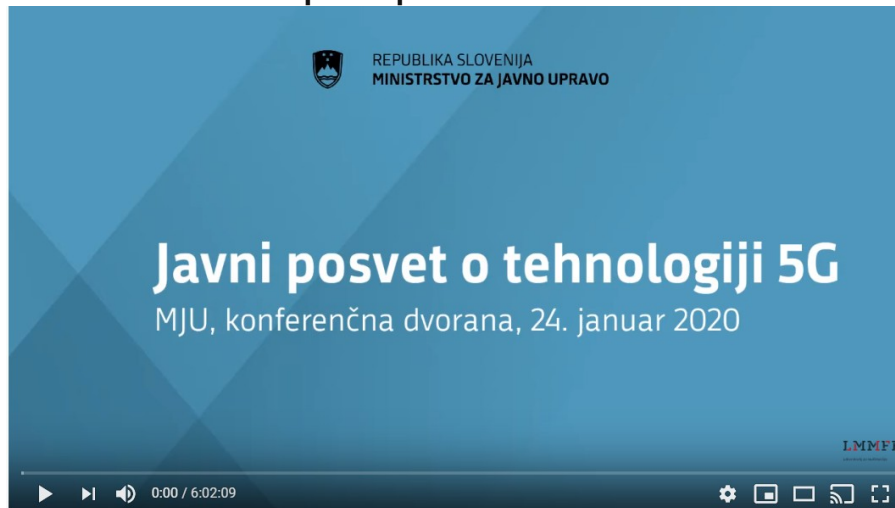 REPUBLIKA SLOVENIJA
MINISTRSTVO ZA JAVNO UPRAVO
Javni posvet o tehnologiji 5G
MJU, konferenčna dvorana, 24. januar 2020
LMMFI
0:00 / 6:02:09